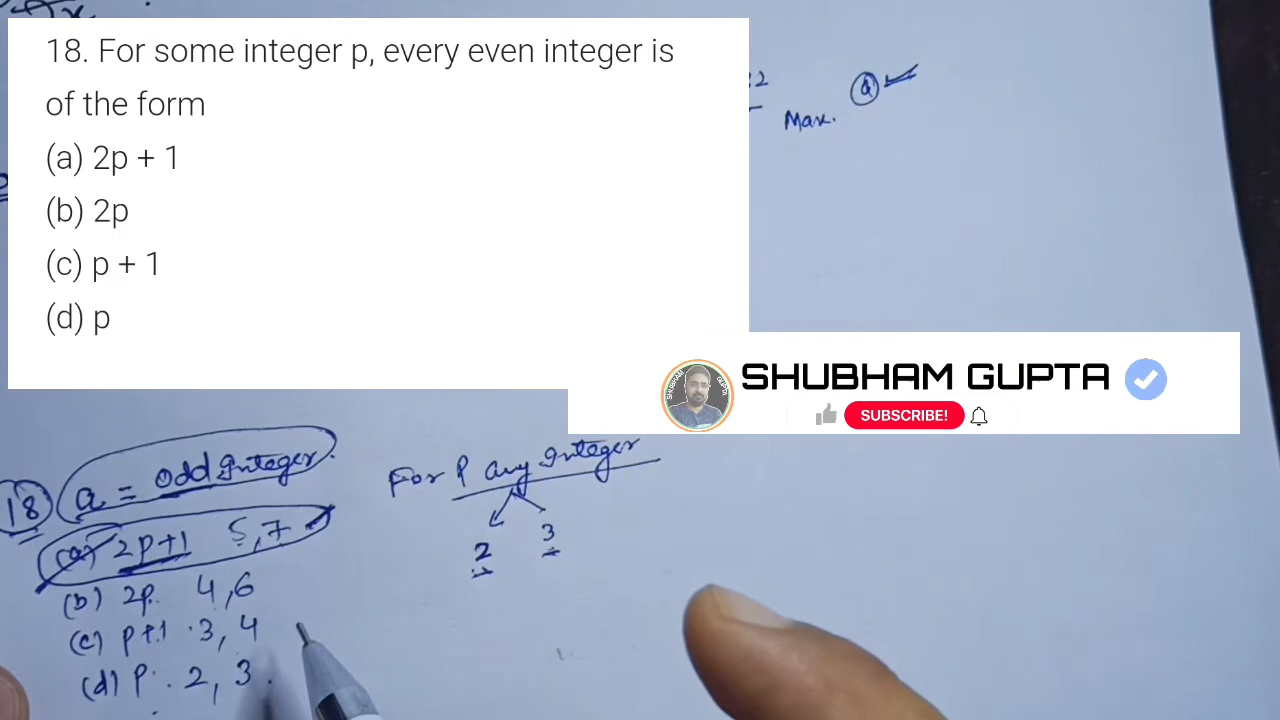 18. For some integer p, every even integer is
of the form
(a) 2p + 1
(b) 2p
(c) p + 1
(d) p
Max. (a)
SHUBHAM GUPTA
SUBSCRIBE!
18 a = odd Integer.
(a) 2p+1 5,7
(b) 2p. 4,6
(c) p+1 . 3, 4
(d) p . 2, 3.
For P any Integer
2 3